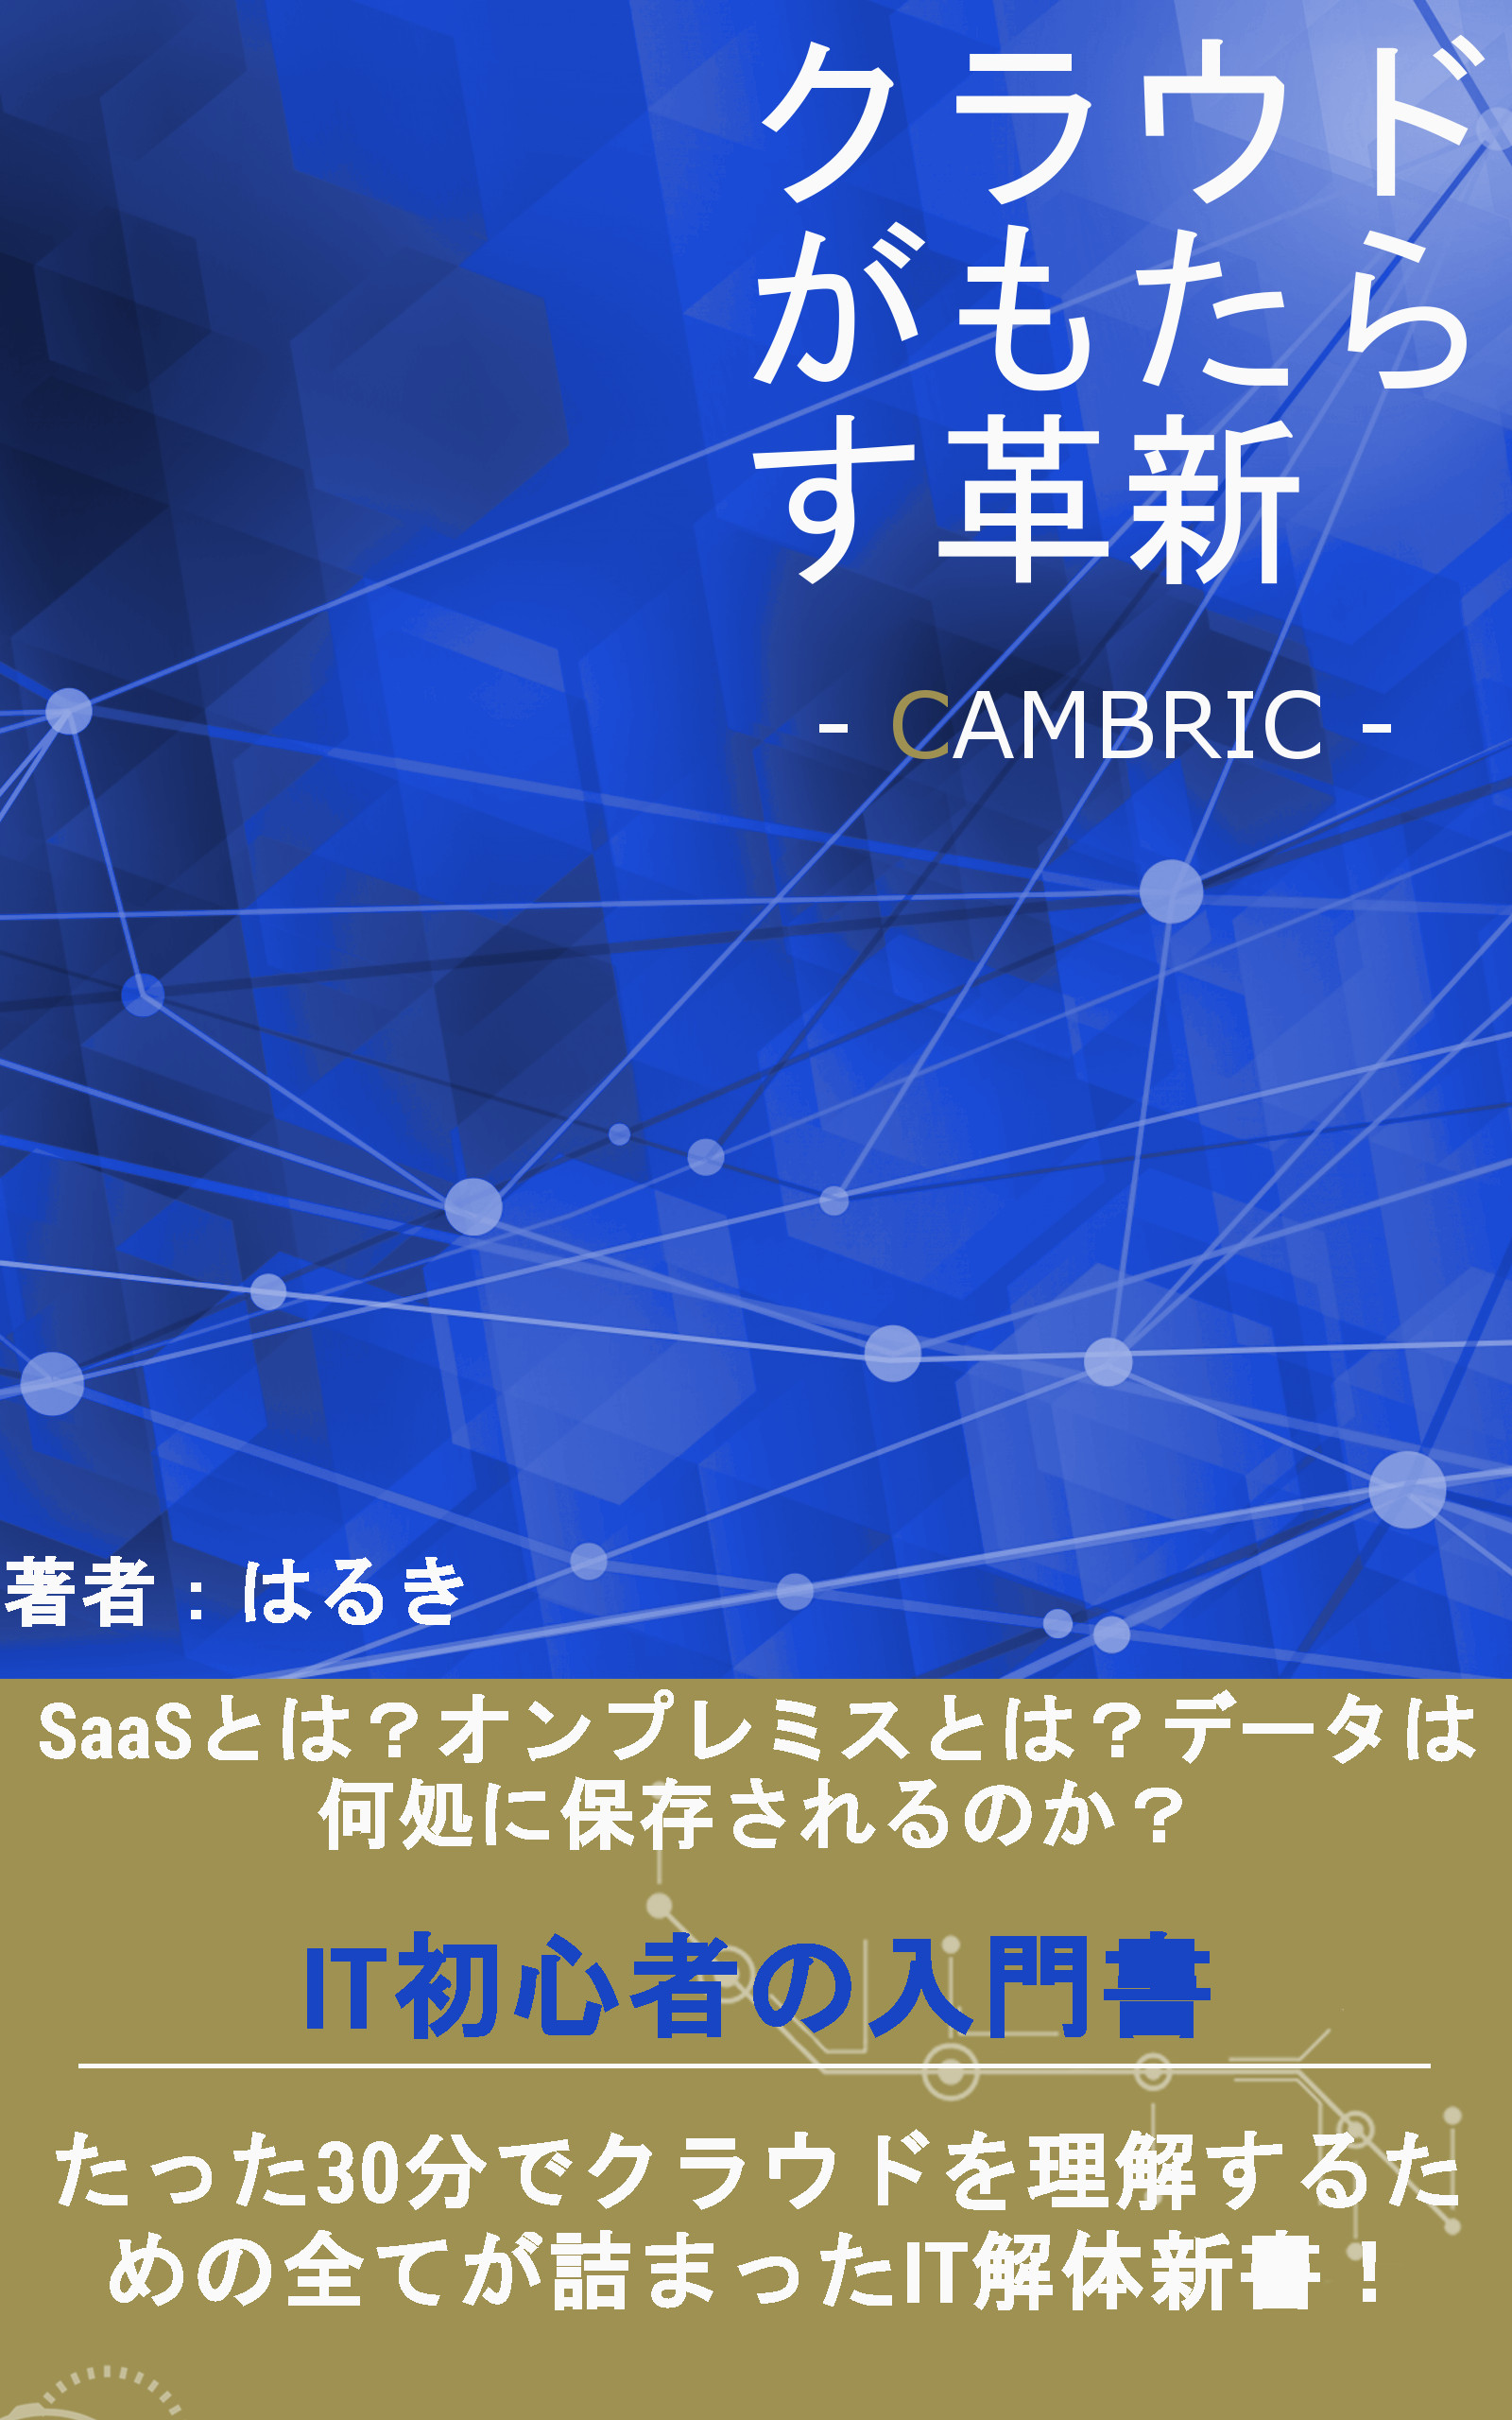 クラウド
がもたら
す革新
- CAMBRIC -
著者：はるき
SaaSとは？オンプレミスとは？データは
何処に保存されるのか？
IT初心者の入門書
たった30分でクラウドを理解するた
めの全てが詰まったIT解体新書！